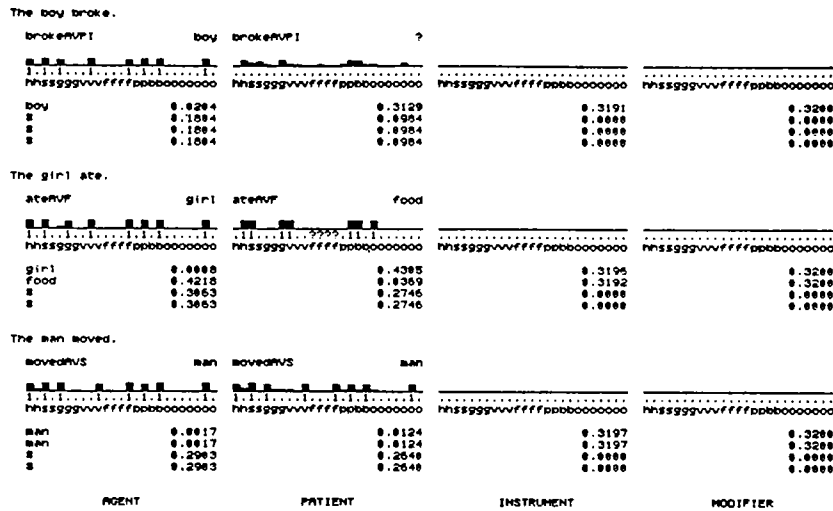 The boy broke.
brokeAVPI boy brokeAVPI ?
hhssgggvvvffffppbbooooooo hhssgggvvvffffppbbooooooo hhssgggvvvffffppbbooooooo hhssgggvvvffffppbbooooooo
boy 0.0204 0.3129 0.3191 0.3200
# 0.1804 0.0984 0.0000 0.0000
# 0.1804 0.0984 0.0000 0.0000
# 0.1804 0.0984 0.0000 0.0000
The girl ate.
ateAVF girl ateAVF food
hhssgggvvvffffppbbooooooo hhssgggvvvffffppbbooooooo hhssgggvvvffffppbbooooooo hhssgggvvvffffppbbooooooo
girl 0.0008 0.4305 0.3196 0.3200
food 0.4218 0.0369 0.3192 0.3200
# 0.3063 0.2746 0.0000 0.0000
# 0.3063 0.2746 0.0000 0.0000
The man moved.
movedAVS man movedAVS man
hhssgggvvvffffppbbooooooo hhssgggvvvffffppbbooooooo hhssgggvvvffffppbbooooooo hhssgggvvvffffppbbooooooo
man 0.0017 0.0124 0.3197 0.3200
man 0.0017 0.0124 0.3197 0.3200
# 0.2903 0.2640 0.0000 0.0000
# 0.2903 0.2640 0.0000 0.0000
AGENT PATIENT INSTRUMENT MODIFIER